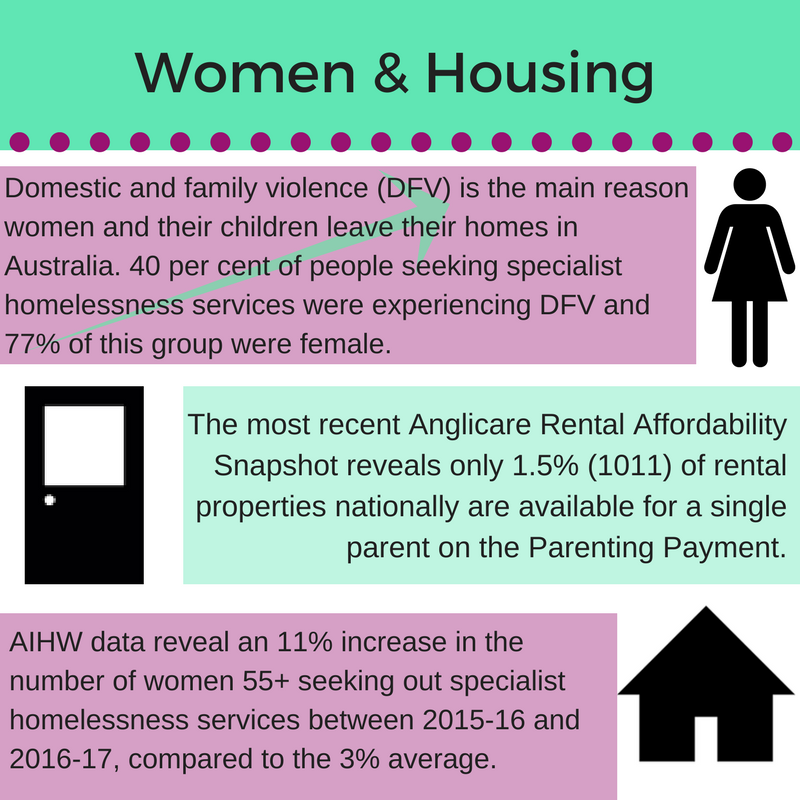 Women & Housing
Domestic and family violence (DFV) is the main reason
women and their children leave their homes in
Australia. 40 per cent of people seeking specialist
homelessness services were experiencing DFV and
77% of this group were female.
The most recent Anglicare Rental Affordability
Snapshot reveals only 1.5% (1011) of rental
properties nationally are available for a single
parent on the Parenting Payment.
AIHW data reveal an 11% increase in the
number of women 55+ seeking out specialist
homelessness services between 2015-16 and
2016-17, compared to the 3% average.